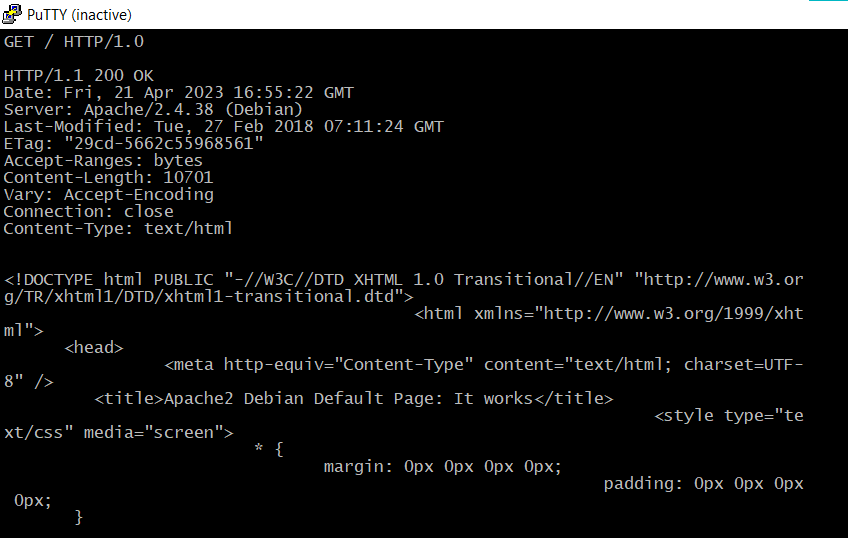 PuTTY (inactive)
GET / HTTP/1.0
HTTP/1.1 200 OK
Date: Fri, 21 Apr 2023 16:55:22 GMT
Server: Apache/2.4.38 (Debian)
Last-Modified: Tue, 27 Feb 2018 07:11:24 GMT
ETag: "29cd-5662c55968561"
Accept-Ranges: bytes
Content-Length: 10701
Vary: Accept-Encoding
Connection: close
Content-Type: text/html
<!DOCTYPE html PUBLIC "-//W3C//DTD XHTML 1.0 Transitional//EN" "http://www.w3.or
g/TR/xhtml1/DTD/xhtml1-transitional.dtd">
<html xmlns="http://www.w3.org/1999/xht
ml">
<head>
<meta http-equiv="Content-Type" content="text/html; charset=UTF-
8" />
<title>Apache2 Debian Default Page: It works</title>
<style type="te
xt/css" media="screen">
* {
margin: 0px 0px 0px 0px;
padding: 0px 0px 0px
0px;
}